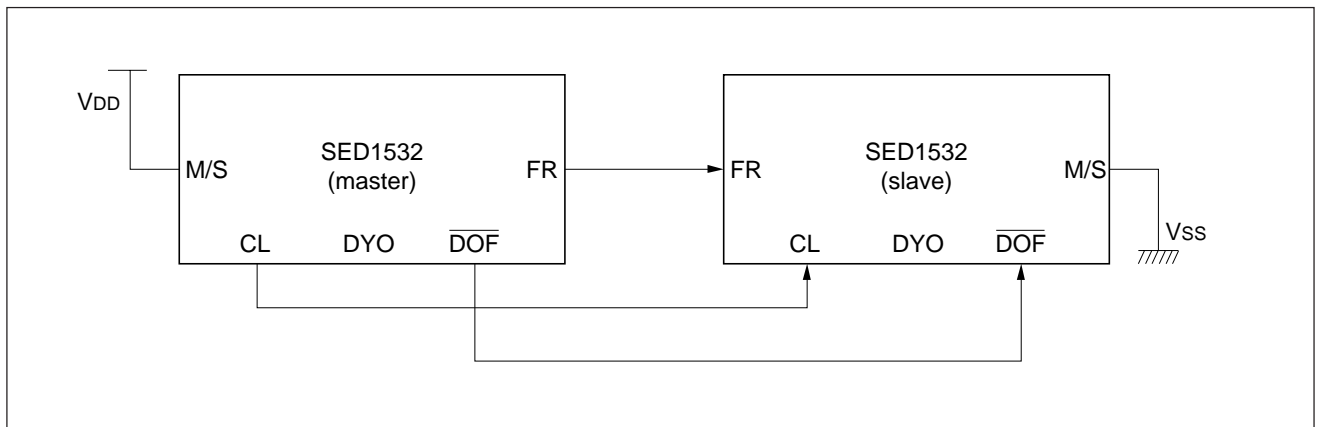 VDD
M/S
SED1532
(master)
FR
CL
DYO
DOF
FR
SED1532
(slave)
M/S
CL
DYO
DOF
VSS